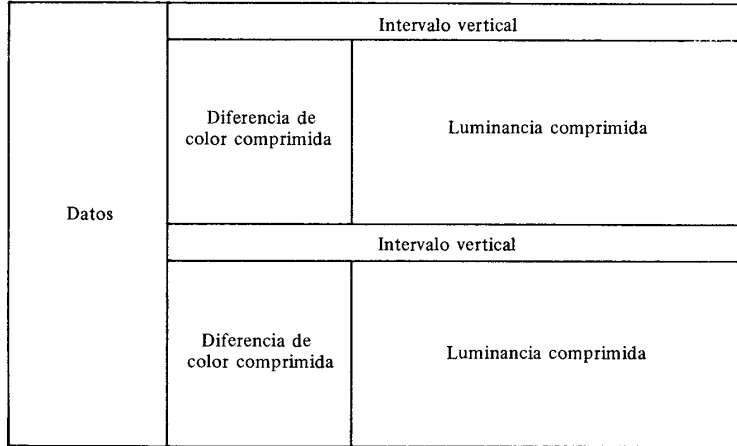 Intervalo vertical
Diferencia de
color comprimida
Luminancia comprimida
Datos
Intervalo vertical
Diferencia de
color comprimida
Luminancia comprimida